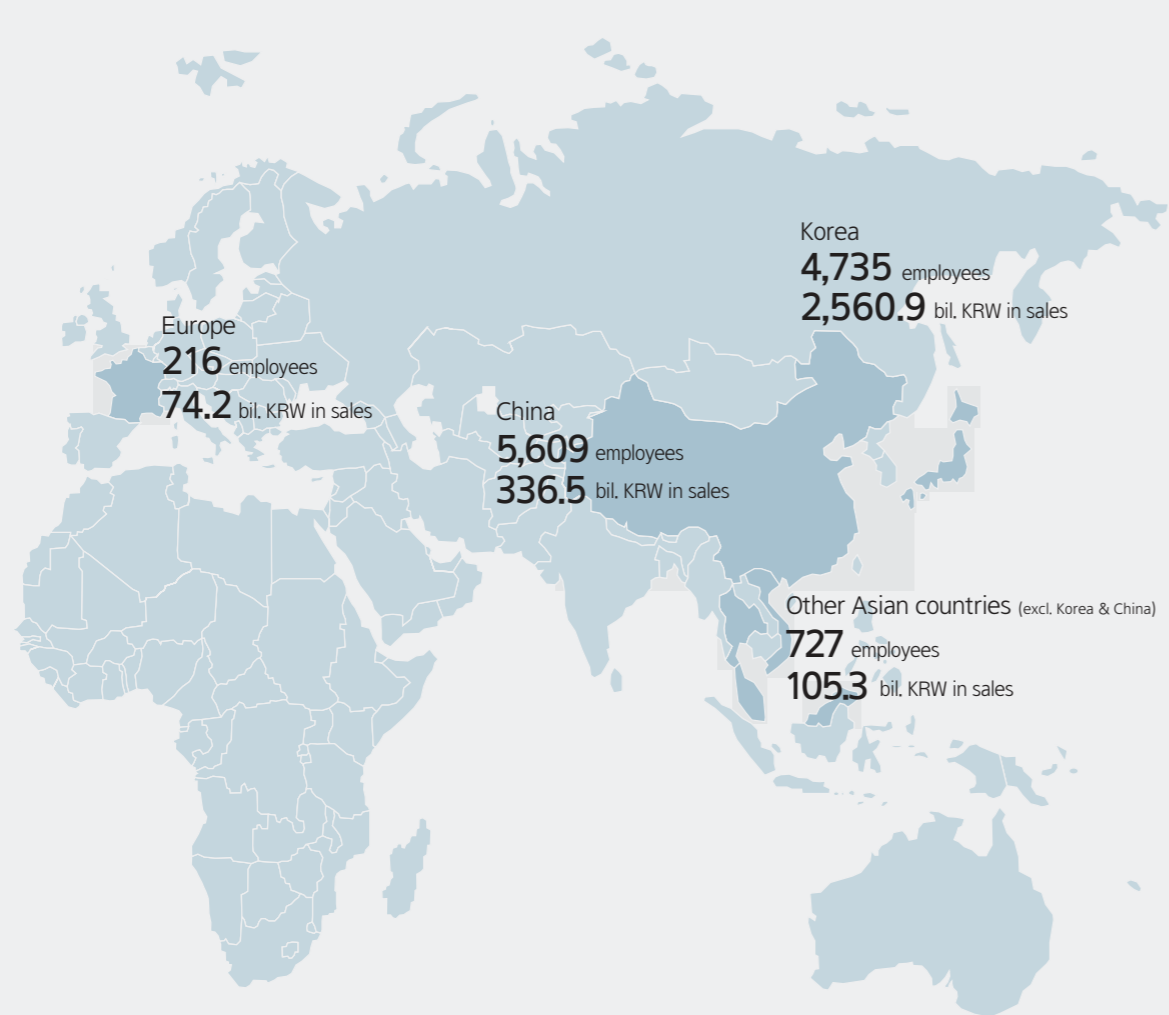 Korea
4,735 employees
2,560.9 bil. KRW in sales
Europe
216 employees
74.2 bil. KRW in sales
China
5,609 employees
336.5 bil. KRW in sales
Other Asian countries (excl. Korea & China)
727 employees
105.3 bil. KRW in sales